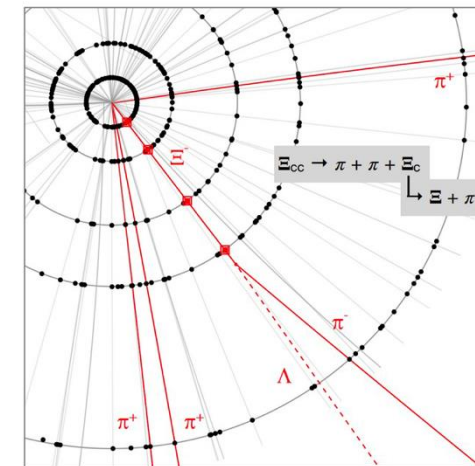 π⁺
Ξ⁻
Ξcc → π + π + Ξc
Ξ + π
π⁻
Λ
π⁺ π⁺